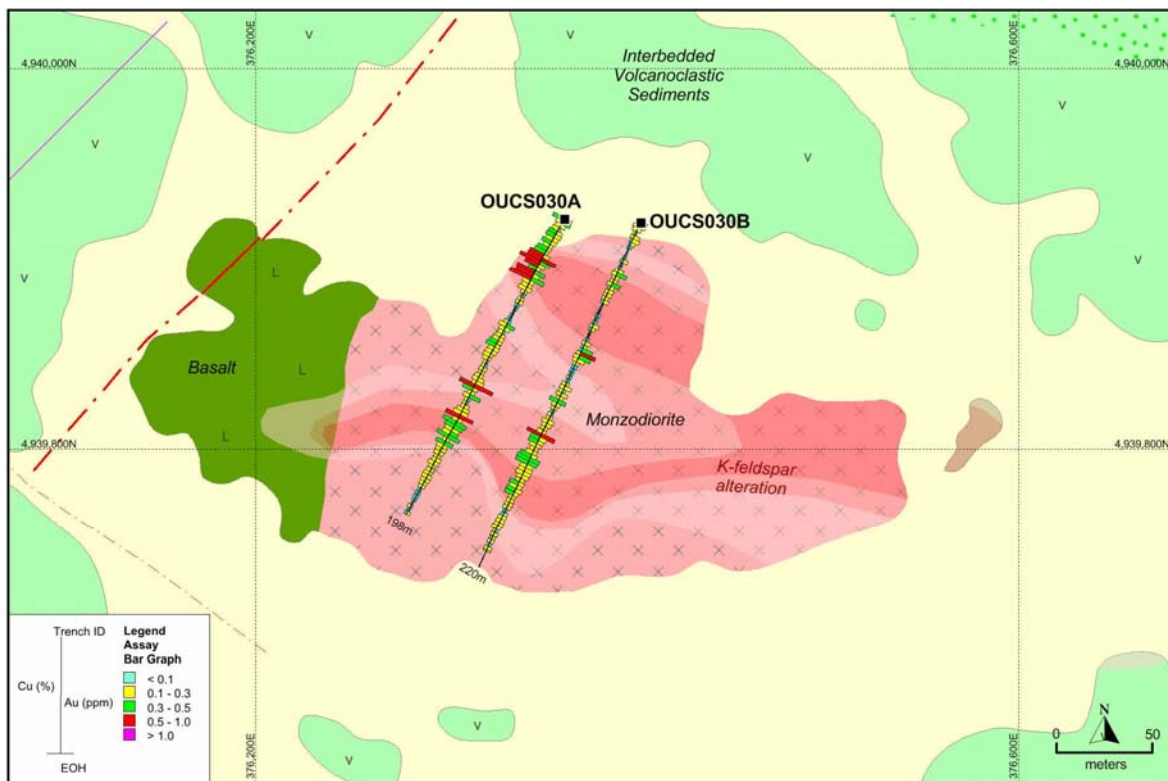 376,200E
376,600E
4,940,000N
4,940,000N
Interbedded
Volcanoclastic
Sediments
V
V
V
V
V
V
V
OUCS030A
OUCS030B
L
Basalt
L
L
Monzodiorite
4,939,800N
4,939,800N
K-feldspar
alteration
198m
220m
Trench ID
Cu (%)
Au (ppm)
EOH
Legend
Assay
Bar Graph
< 0.1
0.1 - 0.3
0.3 - 0.5
0.5 - 1.0
> 1.0
V
V
376,200E
376,600E
N
0
50
meters